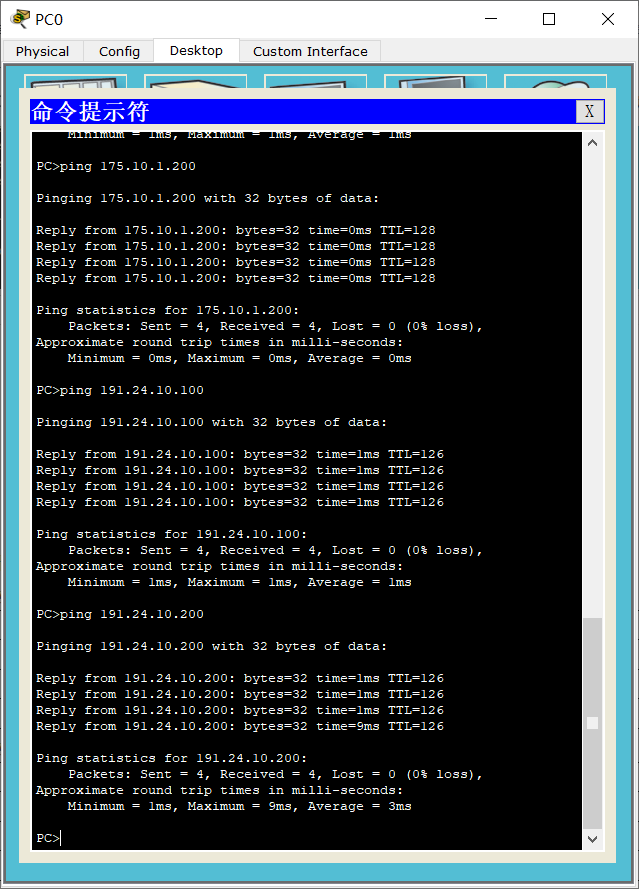 PC0
Physical Config Desktop Custom Interface
命令提示符 X
Minimum = 1ms, Maximum = 1ms, Average = 1ms
PC>ping 175.10.1.200
Pinging 175.10.1.200 with 32 bytes of data:
Reply from 175.10.1.200: bytes=32 time=0ms TTL=128
Reply from 175.10.1.200: bytes=32 time=0ms TTL=128
Reply from 175.10.1.200: bytes=32 time=0ms TTL=128
Reply from 175.10.1.200: bytes=32 time=0ms TTL=128
Ping statistics for 175.10.1.200:
Packets: Sent = 4, Received = 4, Lost = 0 (0% loss),
Approximate round trip times in milli-seconds:
Minimum = 0ms, Maximum = 0ms, Average = 0ms
PC>ping 191.24.10.100
Pinging 191.24.10.100 with 32 bytes of data:
Reply from 191.24.10.100: bytes=32 time=1ms TTL=126
Reply from 191.24.10.100: bytes=32 time=1ms TTL=126
Reply from 191.24.10.100: bytes=32 time=1ms TTL=126
Reply from 191.24.10.100: bytes=32 time=1ms TTL=126
Ping statistics for 191.24.10.100:
Packets: Sent = 4, Received = 4, Lost = 0 (0% loss),
Approximate round trip times in milli-seconds:
Minimum = 1ms, Maximum = 1ms, Average = 1ms
PC>ping 191.24.10.200
Pinging 191.24.10.200 with 32 bytes of data:
Reply from 191.24.10.200: bytes=32 time=1ms TTL=126
Reply from 191.24.10.200: bytes=32 time=1ms TTL=126
Reply from 191.24.10.200: bytes=32 time=1ms TTL=126
Reply from 191.24.10.200: bytes=32 time=9ms TTL=126
Ping statistics for 191.24.10.200:
Packets: Sent = 4, Received = 4, Lost = 0 (0% loss),
Approximate round trip times in milli-seconds:
Minimum = 1ms, Maximum = 9ms, Average = 3ms
PC>